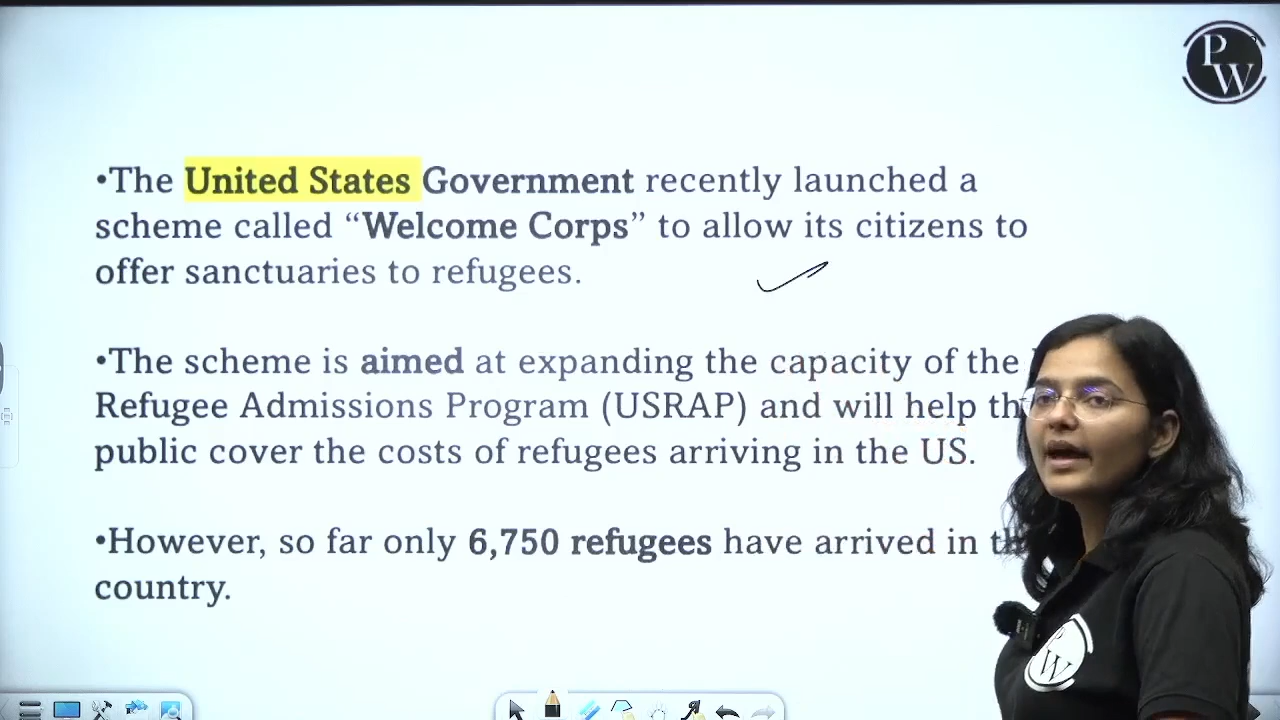 PW
•The United States Government recently launched a
scheme called “Welcome Corps” to allow its citizens to
offer sanctuaries to refugees.
•The scheme is aimed at expanding the capacity of the
Refugee Admissions Program (USRAP) and will help
public cover the costs of refugees arriving in the US.
•However, so far only 6,750 refugees have arrived in
country.
PW